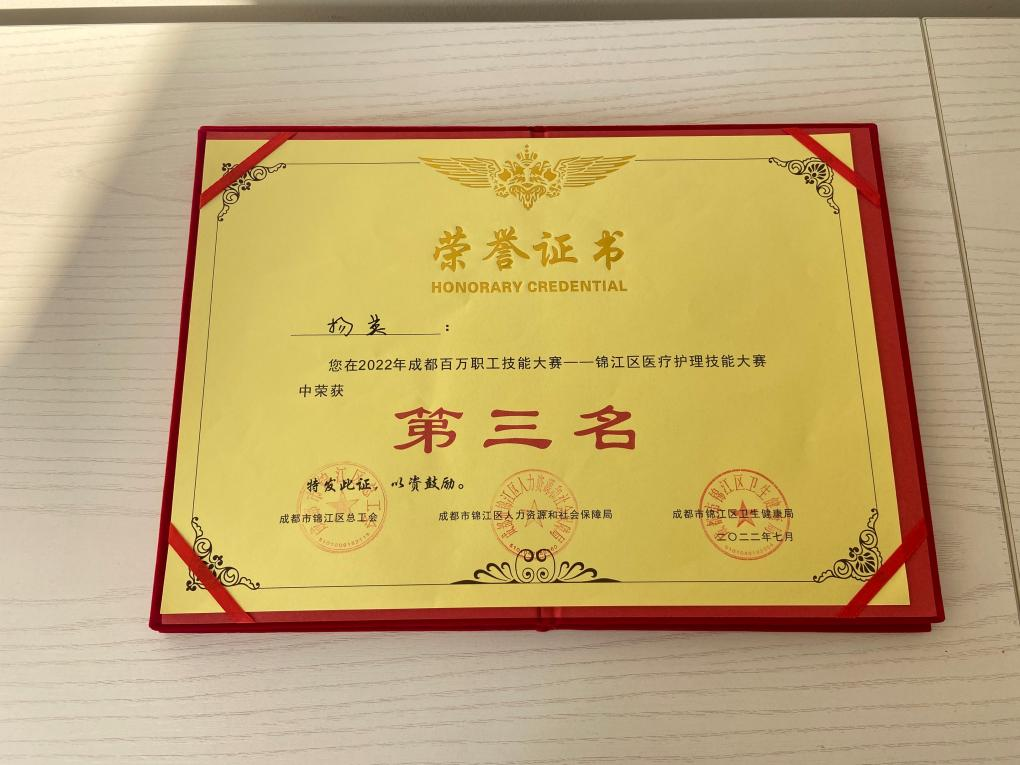 荣誉证书
HONORARY CREDENTIAL
杨英:
您在2022年成都百万职工技能大赛——锦江区医疗护理技能大赛
中荣获
第三名
特发此证，以资鼓励。
成都市锦江区总工会 成都市锦江区人力资源和社会保障局 成都市锦江区卫生健康局
二〇二二年七月